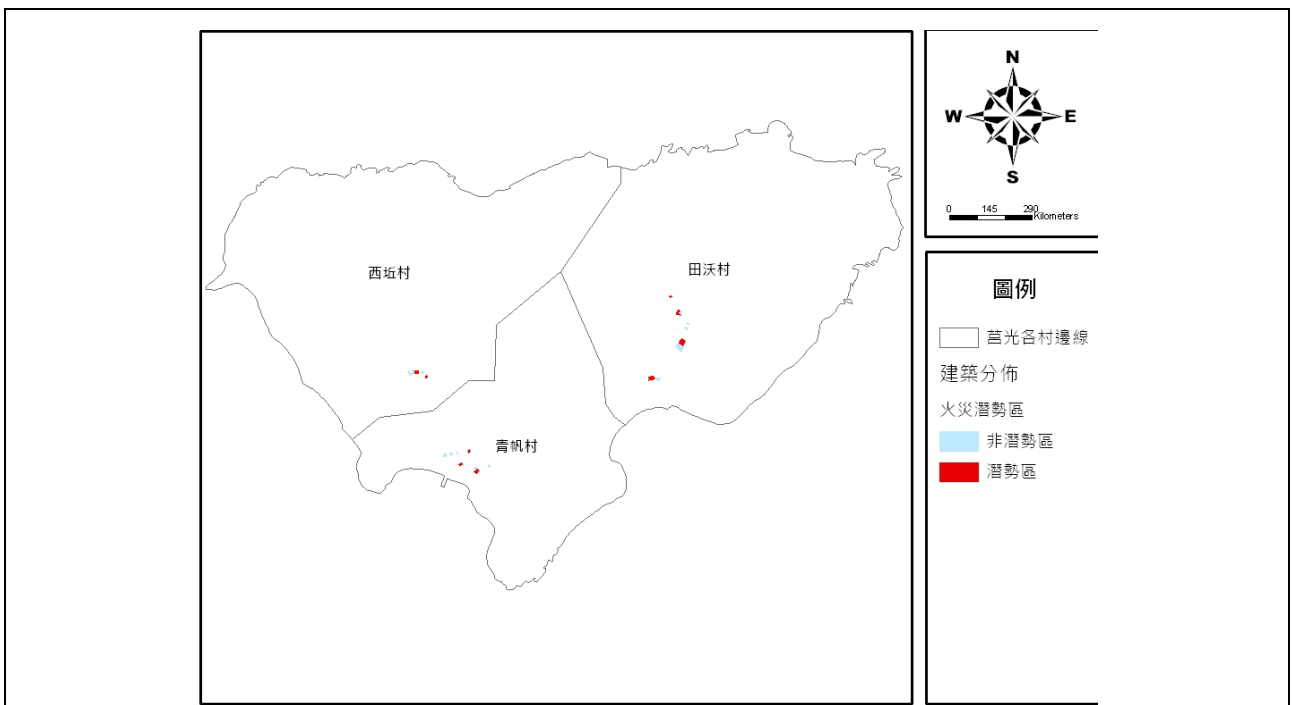 N
W
E
S
0 145 290
Kilometers
西坵村
田沃村
青帆村
圖例
莒光各村邊線
建築分佈
火災潛勢區
非潛勢區
潛勢區